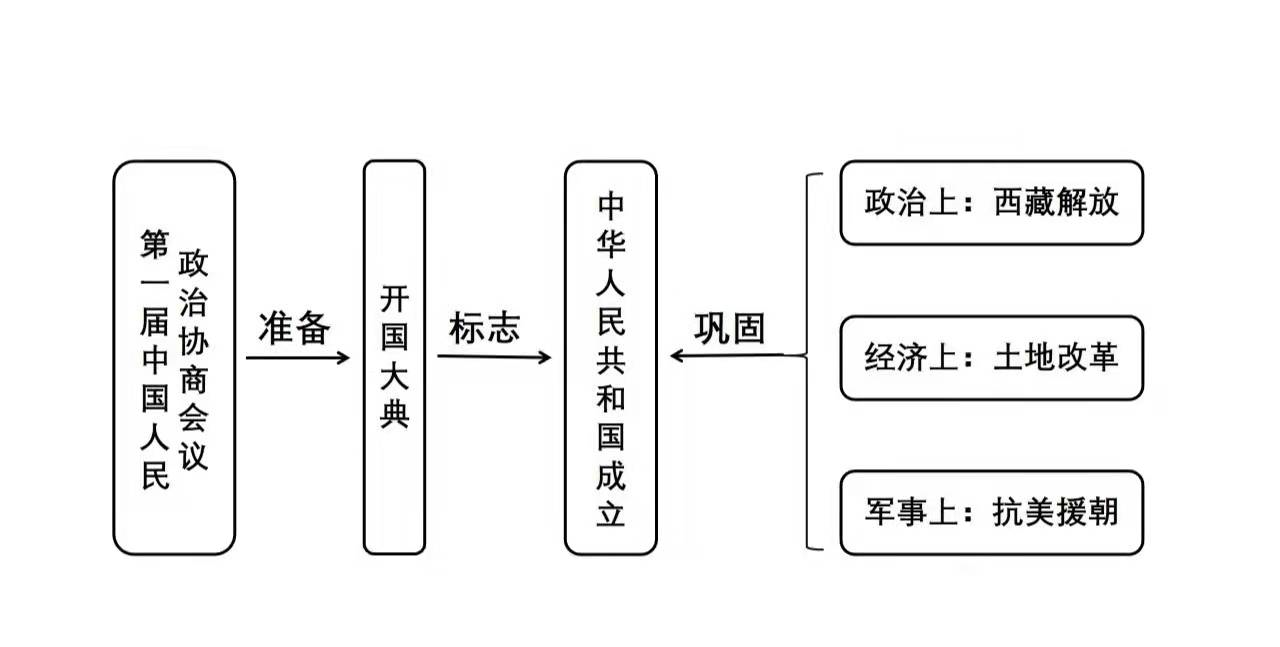 第一届中国人民
政治协商会议
准备
开国大典
标志
中华人民共和国成立
巩固
政治上：西藏解放
经济上：土地改革
军事上：抗美援朝